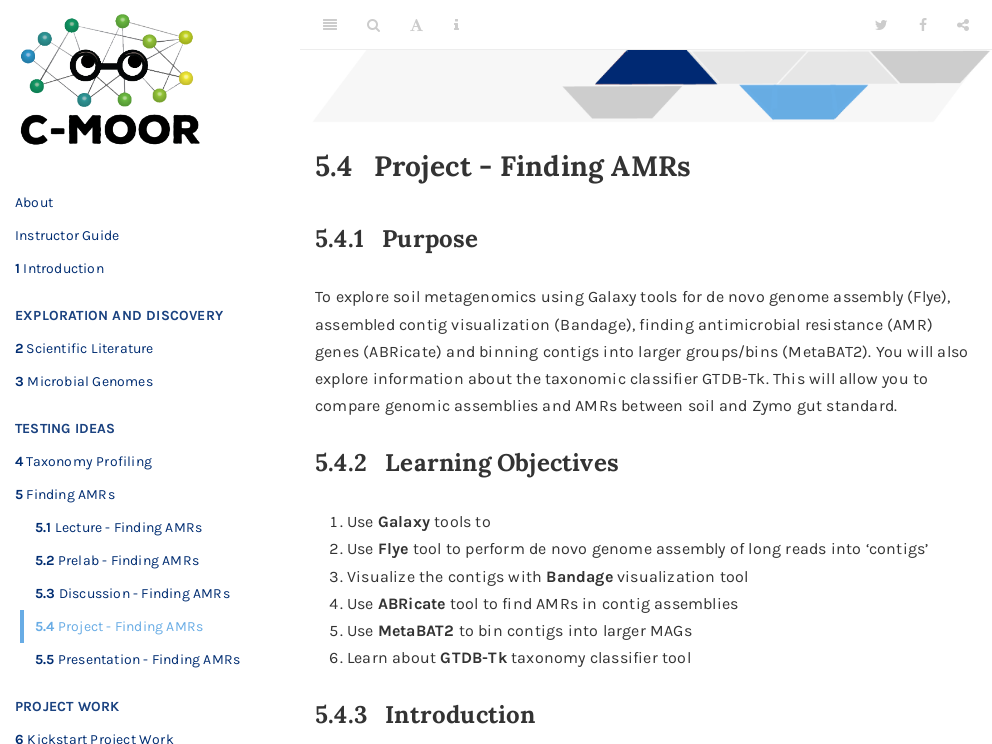 C-MOOR
About
Instructor Guide
1 Introduction
EXPLORATION AND DISCOVERY
2 Scientific Literature
3 Microbial Genomes
TESTING IDEAS
4 Taxonomy Profiling
5 Finding AMRs
5.1 Lecture - Finding AMRs
5.2 Prelab - Finding AMRs
5.3 Discussion - Finding AMRs
5.4 Project - Finding AMRs
5.5 Presentation - Finding AMRs
PROJECT WORK
6 Kickstart Project Work
5.4 Project - Finding AMRs
5.4.1 Purpose
To explore soil metagenomics using Galaxy tools for de novo genome assembly (Flye),
assembled contig visualization (Bandage), finding antimicrobial resistance (AMR)
genes (ABRicate) and binning contigs into larger groups/bins (MetaBAT2). You will also
explore information about the taxonomic classifier GTDB-Tk. This will allow you to
compare genomic assemblies and AMRs between soil and Zymo gut standard.
5.4.2 Learning Objectives
1. Use Galaxy tools to
2. Use Flye tool to perform de novo genome assembly of long reads into ‘contigs’
3. Visualize the contigs with Bandage visualization tool
4. Use ABRicate tool to find AMRs in contig assemblies
5. Use MetaBAT2 to bin contigs into larger MAGs
6. Learn about GTDB-Tk taxonomy classifier tool
5.4.3 Introduction